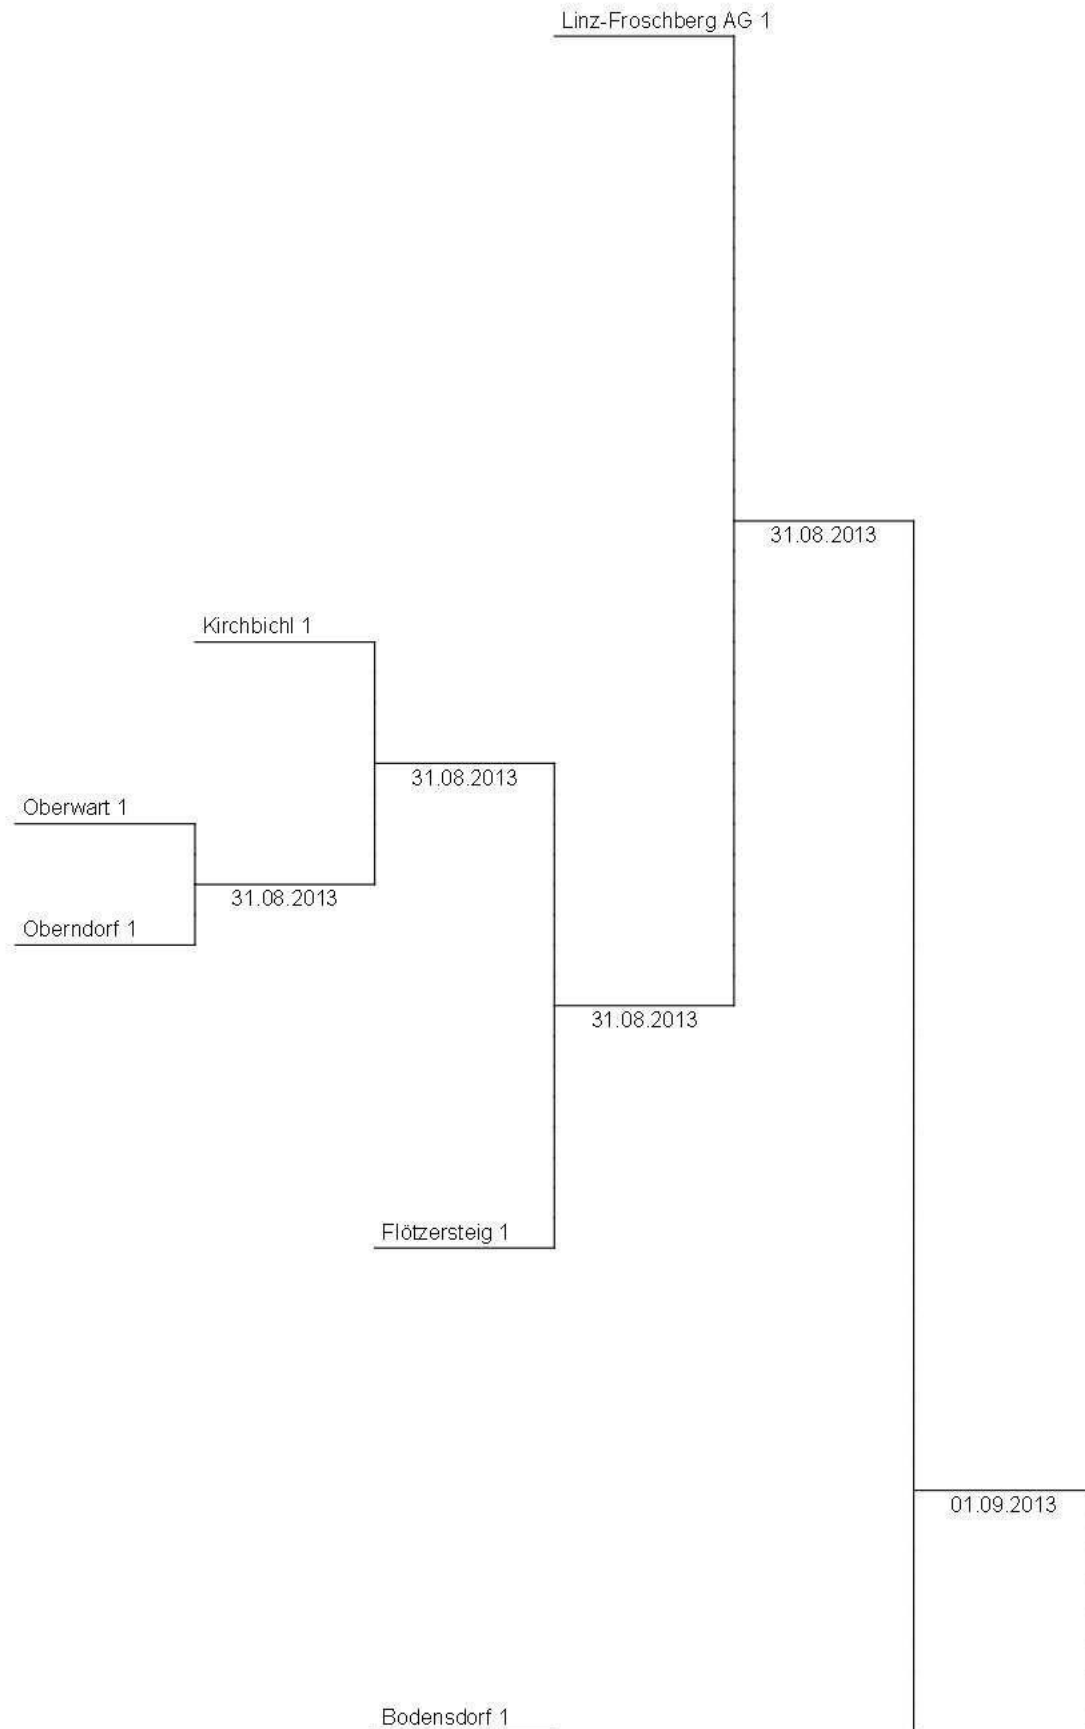 Linz-Froschberg AG 1
31.08.2013
Kirchbichl 1
31.08.2013
Oberwart 1
31.08.2013
Oberndorf 1
31.08.2013
Flötzersteig 1
01.09.2013
Bodensdorf 1